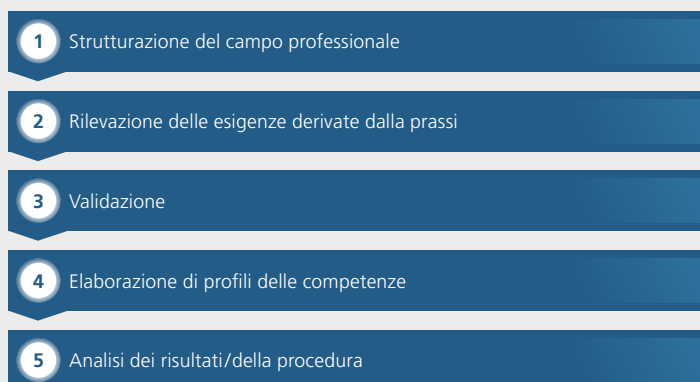 1 Strutturazione del campo professionale
2 Rilevazione delle esigenze derivate dalla prassi
3 Validazione
4 Elaborazione di profili delle competenze
5 Analisi dei risultati/della procedura